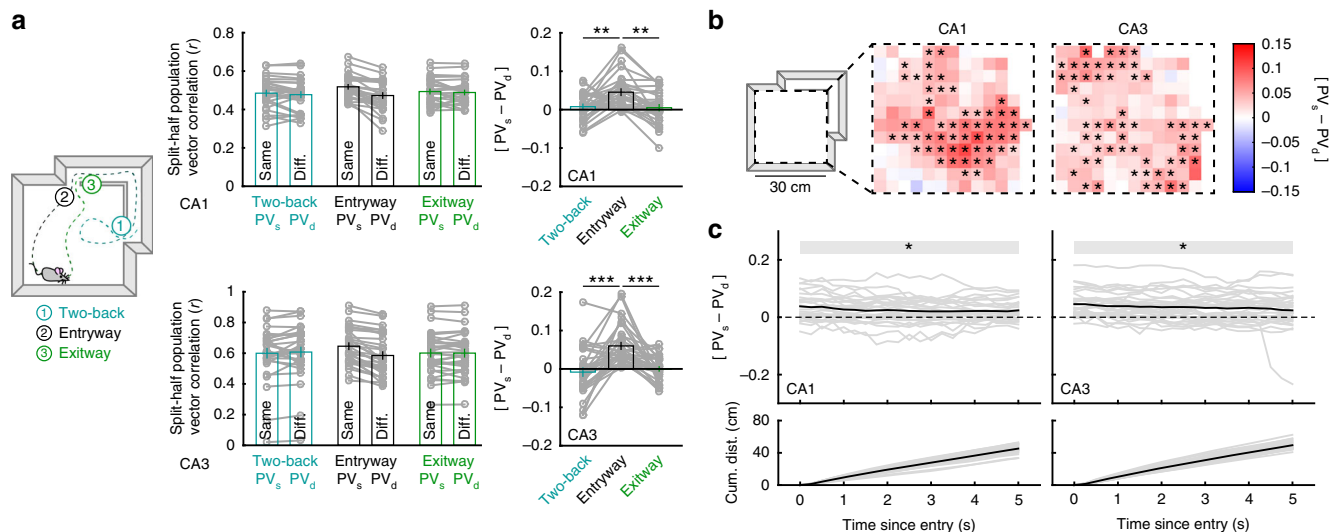 a
1
2
3
1 Two-back
2 Entryway
3 Exitway
Split-half population
vector correlation (r)
0.8
0.6
0.4
0.2
0
Same
Diff.
Same
Diff.
Same
Diff.
CA1
Two-back
PVs PVd
Entryway
PVs PVd
Exitway
PVs PVd
[ PVs – PVd ]
0.2
0.1
0
–0.1
–0.2
** **
CA1
Two-back
Entryway
Exitway
Split-half population
vector correlation (r)
1
0.8
0.6
0.4
0.2
0
Same
Diff.
Same
Diff.
Same
Diff.
CA3
Two-back
PVs PVd
Entryway
PVs PVd
Exitway
PVs PVd
[ PVs – PVd ]
0.2
0.1
0
–0.1
–0.2
*** ***
CA3
Two-back
Entryway
Exitway
b
30 cm
CA1
CA3
0.15
0.10
0.05
0
–0.05
–0.10
–0.15
[ PVs – PVd ]
c
[ PVs – PVd ]
0.2
0
–0.2
*
CA1
*
CA3
Cum. dist. (cm)
80
40
0
0 1 2 3 4 5
Time since entry (s)
0 1 2 3 4 5
Time since entry (s)